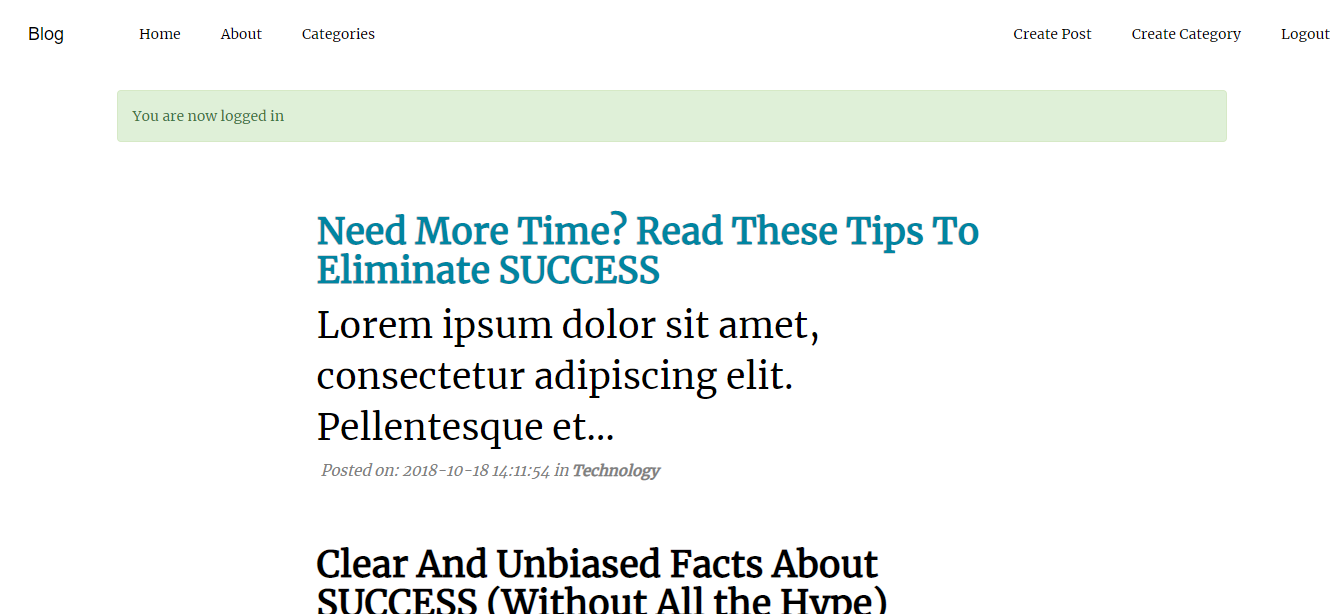 Blog Home About Categories Create Post Create Category Logout
You are now logged in
Need More Time? Read These Tips To
Eliminate SUCCESS
Lorem ipsum dolor sit amet,
consectetur adipiscing elit.
Pellentesque et...
Posted on: 2018-10-18 14:11:54 in Technology
Clear And Unbiased Facts About
SUCCESS (Without All the Hype)